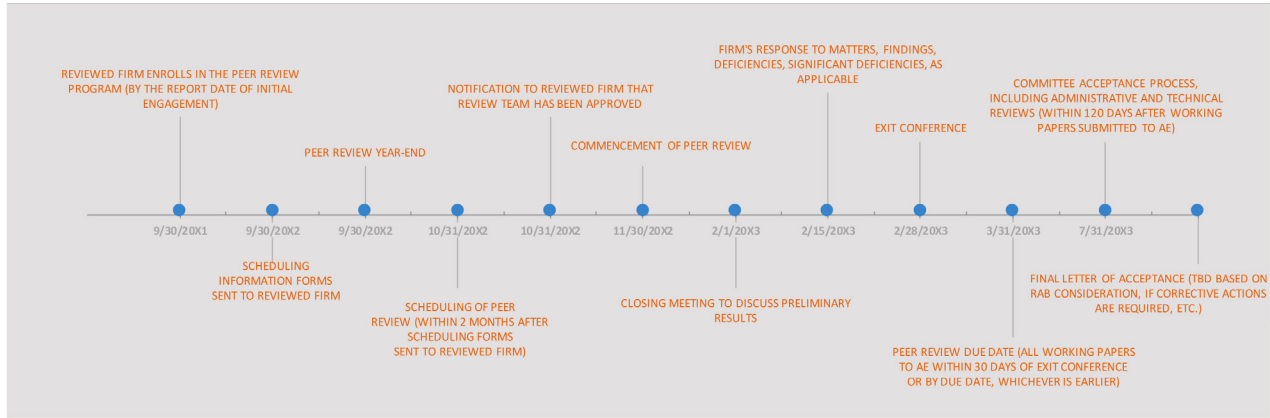 REVIEWED FIRM ENROLLS IN THE PEER REVIEW
PROGRAM (BY THE REPORT DATE OF INITIAL
ENGAGEMENT)
PEER REVIEW YEAR-END
NOTIFICATION TO REVIEWED FIRM THAT
REVIEW TEAM HAS BEEN APPROVED
COMMENCEMENT OF PEER REVIEW
FIRM'S RESPONSE TO MATTERS, FINDINGS,
DEFICIENCIES, SIGNIFICANT DEFICIENCIES, AS
APPLICABLE
EXIT CONFERENCE
COMMITTEE ACCEPTANCE PROCESS,
INCLUDING ADMINISTRATIVE AND TECHNICAL
REVIEWS (WITHIN 120 DAYS AFTER WORKING
PAPERS SUBMITTED TO AE)
9/30/20X1
9/30/20X2
9/30/20X2
10/31/20X2
10/31/20X2
11/30/20X2
2/1/20X3
2/15/20X3
2/28/20X3
3/31/20X3
7/31/20X3
SCHEDULING
INFORMATION FORMS
SENT TO REVIEWED FIRM
SCHEDULING OF PEER
REVIEW (WITHIN 2 MONTHS AFTER
SCHEDULING FORMS
SENT TO REVIEWED FIRM)
CLOSING MEETING TO DISCUSS PRELIMINARY
RESULTS
PEER REVIEW DUE DATE (ALL WORKING PAPERS
TO AE WITHIN 30 DAYS OF EXIT CONFERENCE
OR BY DUE DATE, WHICHEVER IS EARLIER)
FINAL LETTER OF ACCEPTANCE (TBD BASED ON
RAB CONSIDERATION, IF CORRECTIVE ACTIONS
ARE REQUIRED, ETC.)